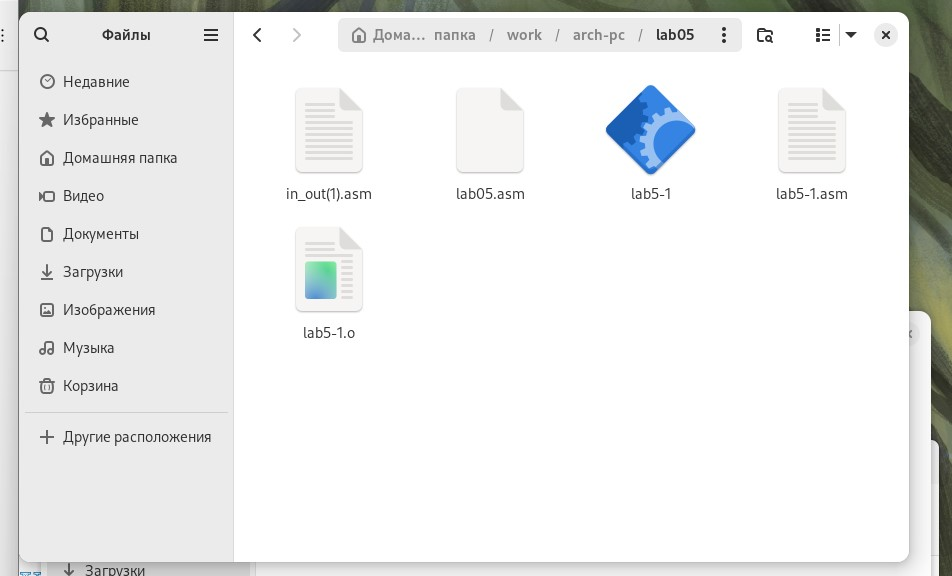 Файлы
Дома... папка / work / arch-pc / lab05
Недавние
Избранные
Домашняя папка
Видео
Документы
Загрузки
Изображения
Музыка
Корзина
Другие расположения
in_out(1).asm
lab05.asm
lab5-1
lab5-1.asm
lab5-1.o
Загрузки